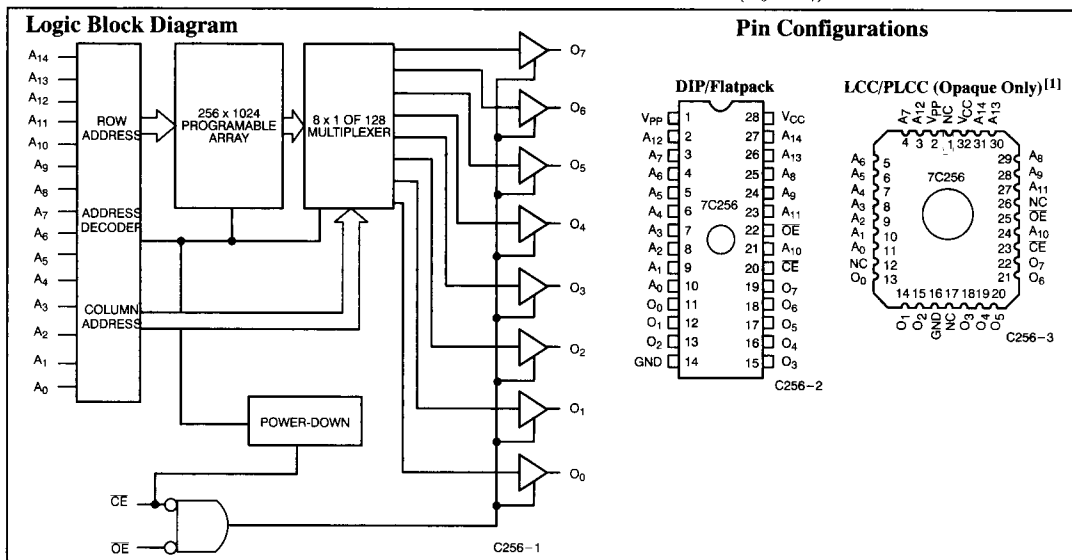 Logic Block Diagram
A14
A13
A12
A11
A10
A9
A8
A7
A6
A5
A4
A3
A2
A1
A0
ROW
ADDRESS
ADDRESS
DECODER
COLUMN
ADDRESS
256 x 1024
PROGRAMABLE
ARRAY
8 x 1 OF 128
MULTIPLEXER
POWER-DOWN
CE
OE
O7
O6
O5
O4
O3
O2
O1
O0
C256-1
Pin Configurations
DIP/Flatpack
VPP 1 28 VCC
A12 2 27 A14
A7 3 26 A13
A6 4 25 A8
A5 5 24 A9
A4 6 7C256 23 A11
A3 7 22 OE
A2 8 21 A10
A1 9 20 CE
A0 10 19 O7
O0 11 18 O6
O1 12 17 O5
O2 13 16 O4
GND 14 15 O3
C256-2
LCC/PLCC (Opaque Only)[1]
A7 A12 VPP NC VCC A14 A13
4 3 2 1 32 31 30
A6 5 29 A8
A5 6 7C256 28 A9
A4 7 27 A11
A3 8 26 NC
A2 9 25 OE
A1 10 24 A10
A0 11 23 CE
NC 12 22 O7
O0 13 21 O6
14 15 16 17 18 19 20
O1 O2 GND NC O3 O4 O5
C256-3